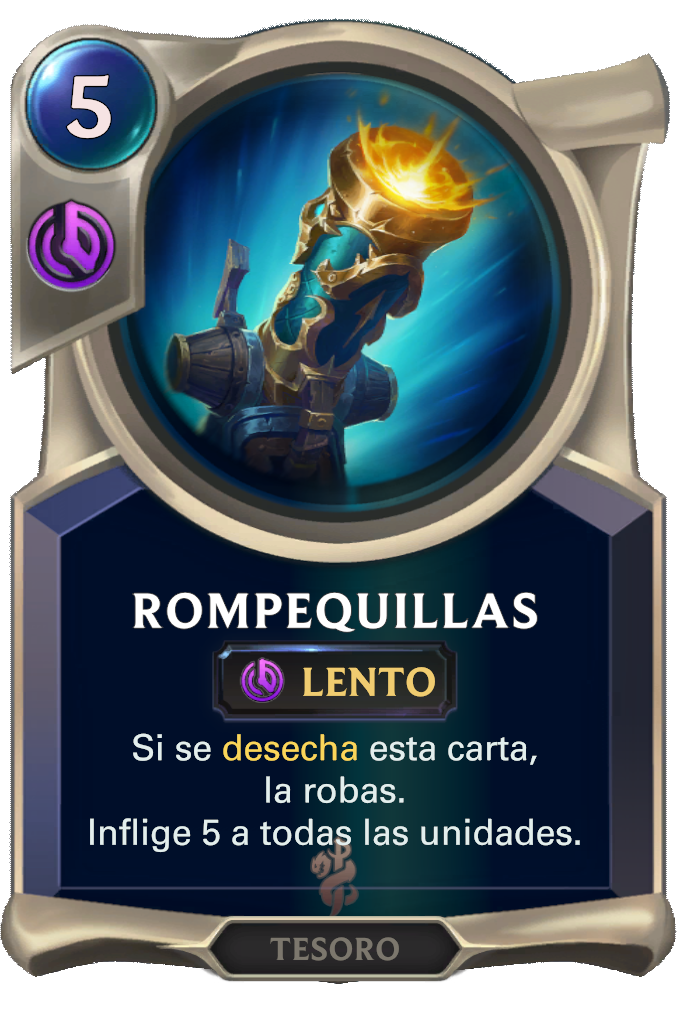 5
ROMPEQUILLAS
LENTO
Si se desecha esta carta,
la robas.
Inflige 5 a todas las unidades.
TESORO